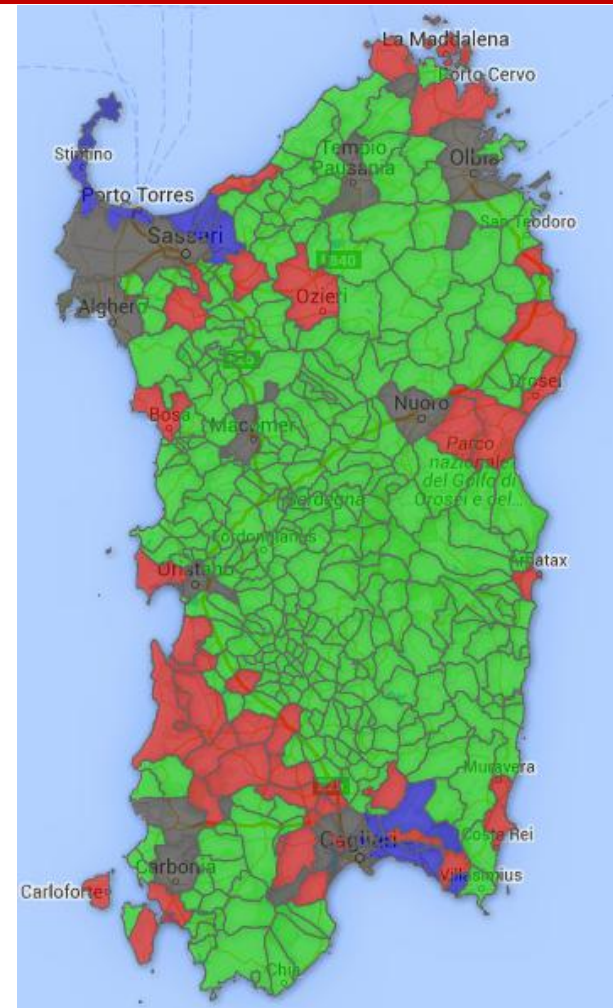 La Maddalena
Porto Cervo
Stintino
Tempio
Pausania
Olbia
Porto Torres
San Teodoro
Sassari
Ozieri
Alghero
Orosei
Bosa
Nuoro
Macomer
Parco
nazionale
del Golfo di
Orosei e del...
Sardegna
Fordongianus
Oristano
Arbatax
Muravera
Cagliari
Costa Rei
Carbonia
Villasimius
Carloforte
Chia